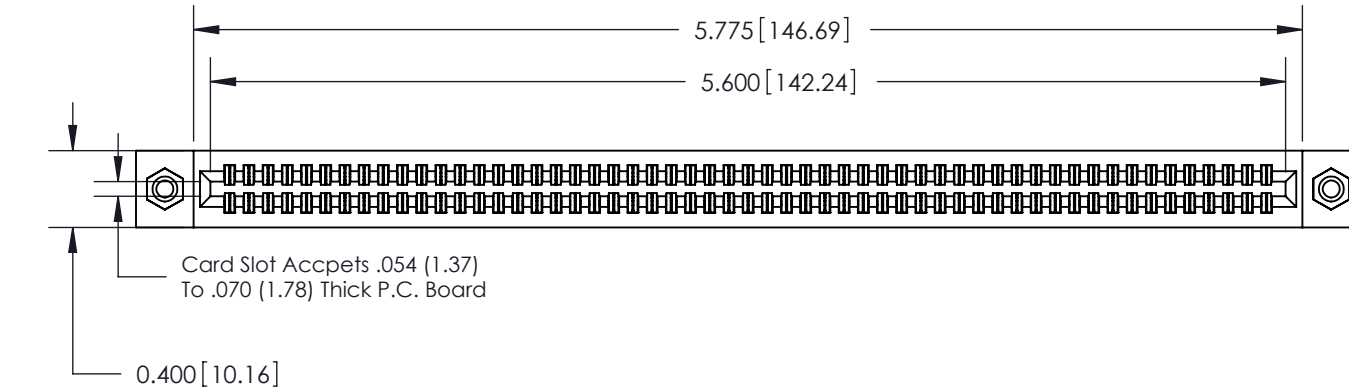 5.775[146.69]
5.600[142.24]
Card Slot Accpets .054 (1.37)
To .070 (1.78) Thick P.C. Board
0.400[10.16]